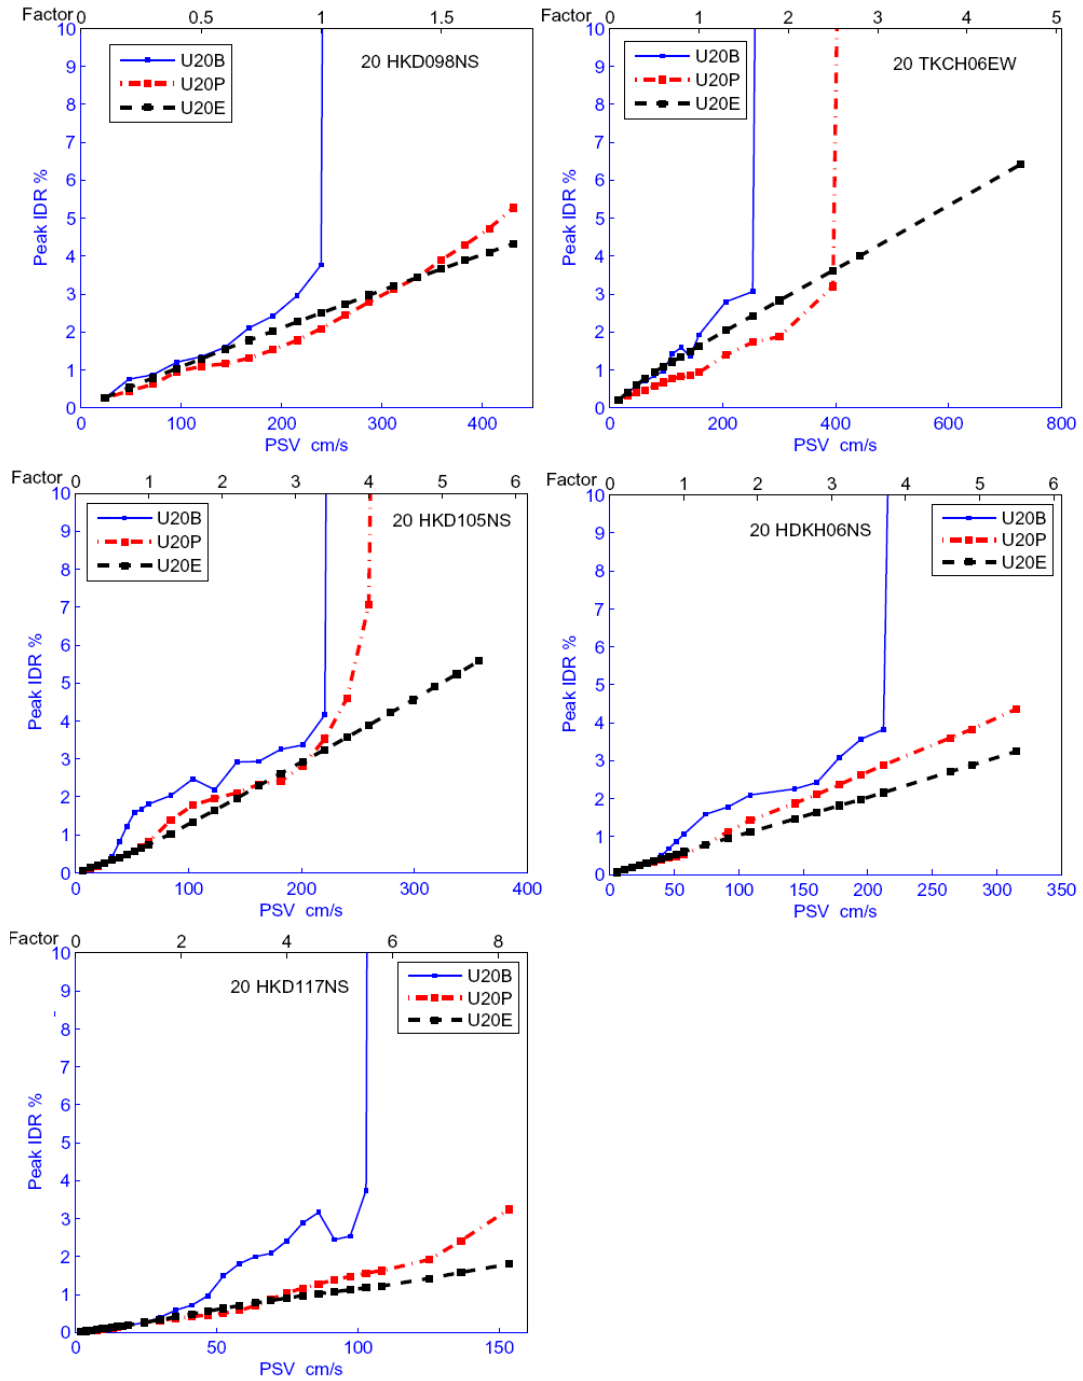 Factor 0 0.5 1 1.5
10
9
8
7
6
5
4
3
2
1
0
Peak IDR %
U20B
U20P
U20E
20 HKD098NS
0 100 200 300 400
PSV cm/s
Factor 0 1 2 3 4 5
10
9
8
7
6
5
4
3
2
1
0
Peak IDR %
U20B
U20P
U20E
20 TKCH06EW
0 200 400 600 800
PSV cm/s
Factor 0 1 2 3 4 5 6
10
9
8
7
6
5
4
3
2
1
0
Peak IDR %
U20B
U20P
U20E
20 HKD105NS
0 100 200 300 400
PSV cm/s
Factor 0 1 2 3 4 5 6
10
9
8
7
6
5
4
3
2
1
0
Peak IDR %
U20B
U20P
U20E
20 HDKH06NS
0 50 100 150 200 250 300 350
PSV cm/s
Factor 0 2 4 6 8
10
9
8
7
6
5
4
3
2
1
0
Peak IDR %
U20B
U20P
U20E
20 HKD117NS
50 100 150
PSV cm/s